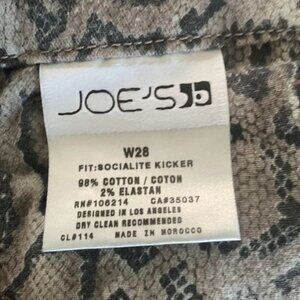 JOE'S
W28
FIT:SOCIALITE KICKER
98% COTTON / COTON
2% ELASTAN
RN#106214 CA#35037
DESIGNED IN LOS ANGELES
DRY CLEAN RECOMMENDED
CL#114 MADE IN MOROCCO